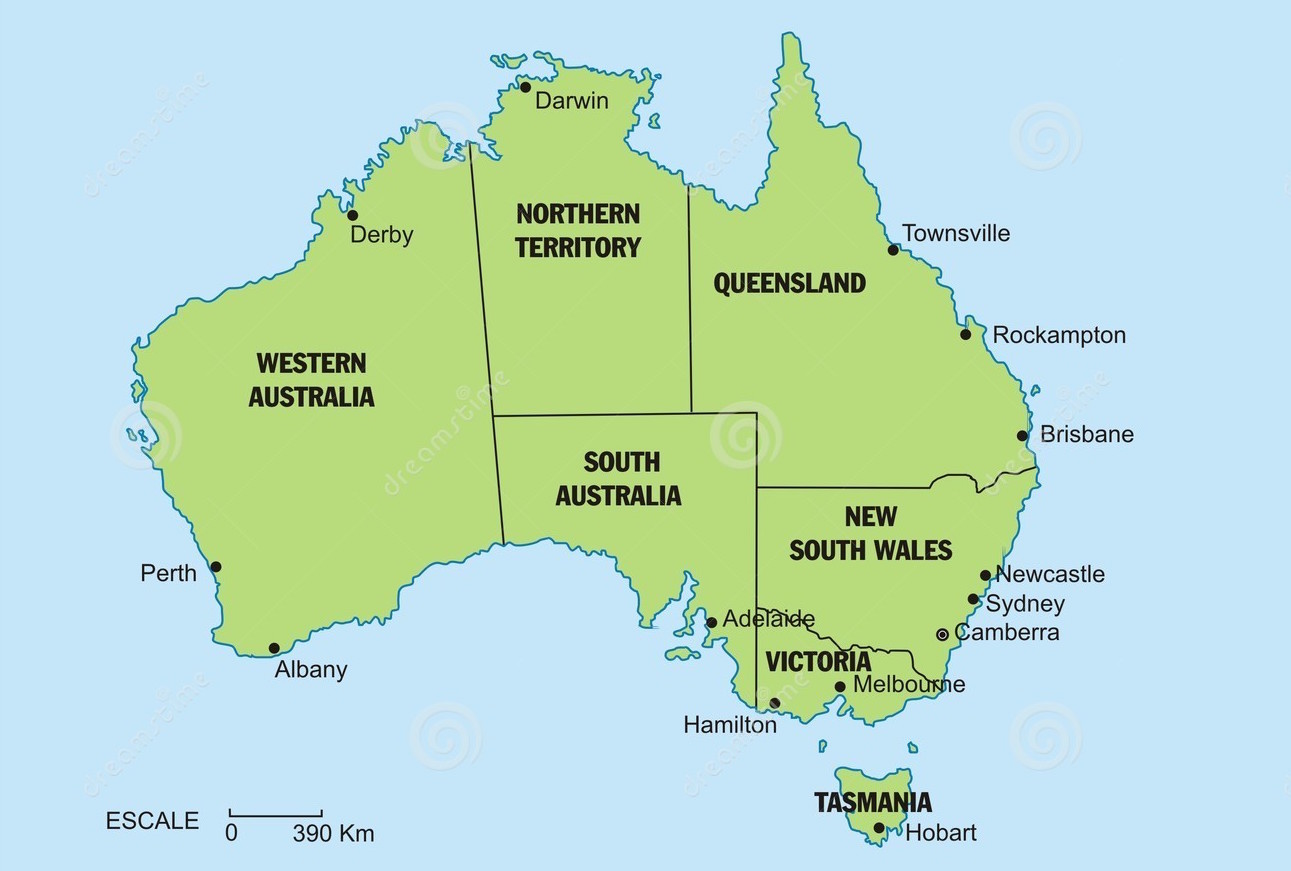 Darwin
Derby
NORTHERN
TERRITORY
Townsville
QUEENSLAND
Rockampton
WESTERN
AUSTRALIA
Brisbane
SOUTH
AUSTRALIA
NEW
SOUTH WALES
Perth
Newcastle
Sydney
Adelaide
Camberra
Albany
VICTORIA
Melbourne
Hamilton
TASMANIA
Hobart
ESCALE
0 390 Km
dreamstime
dreamstime
dreamstime
dreamstime
dreamstime
dreamstime